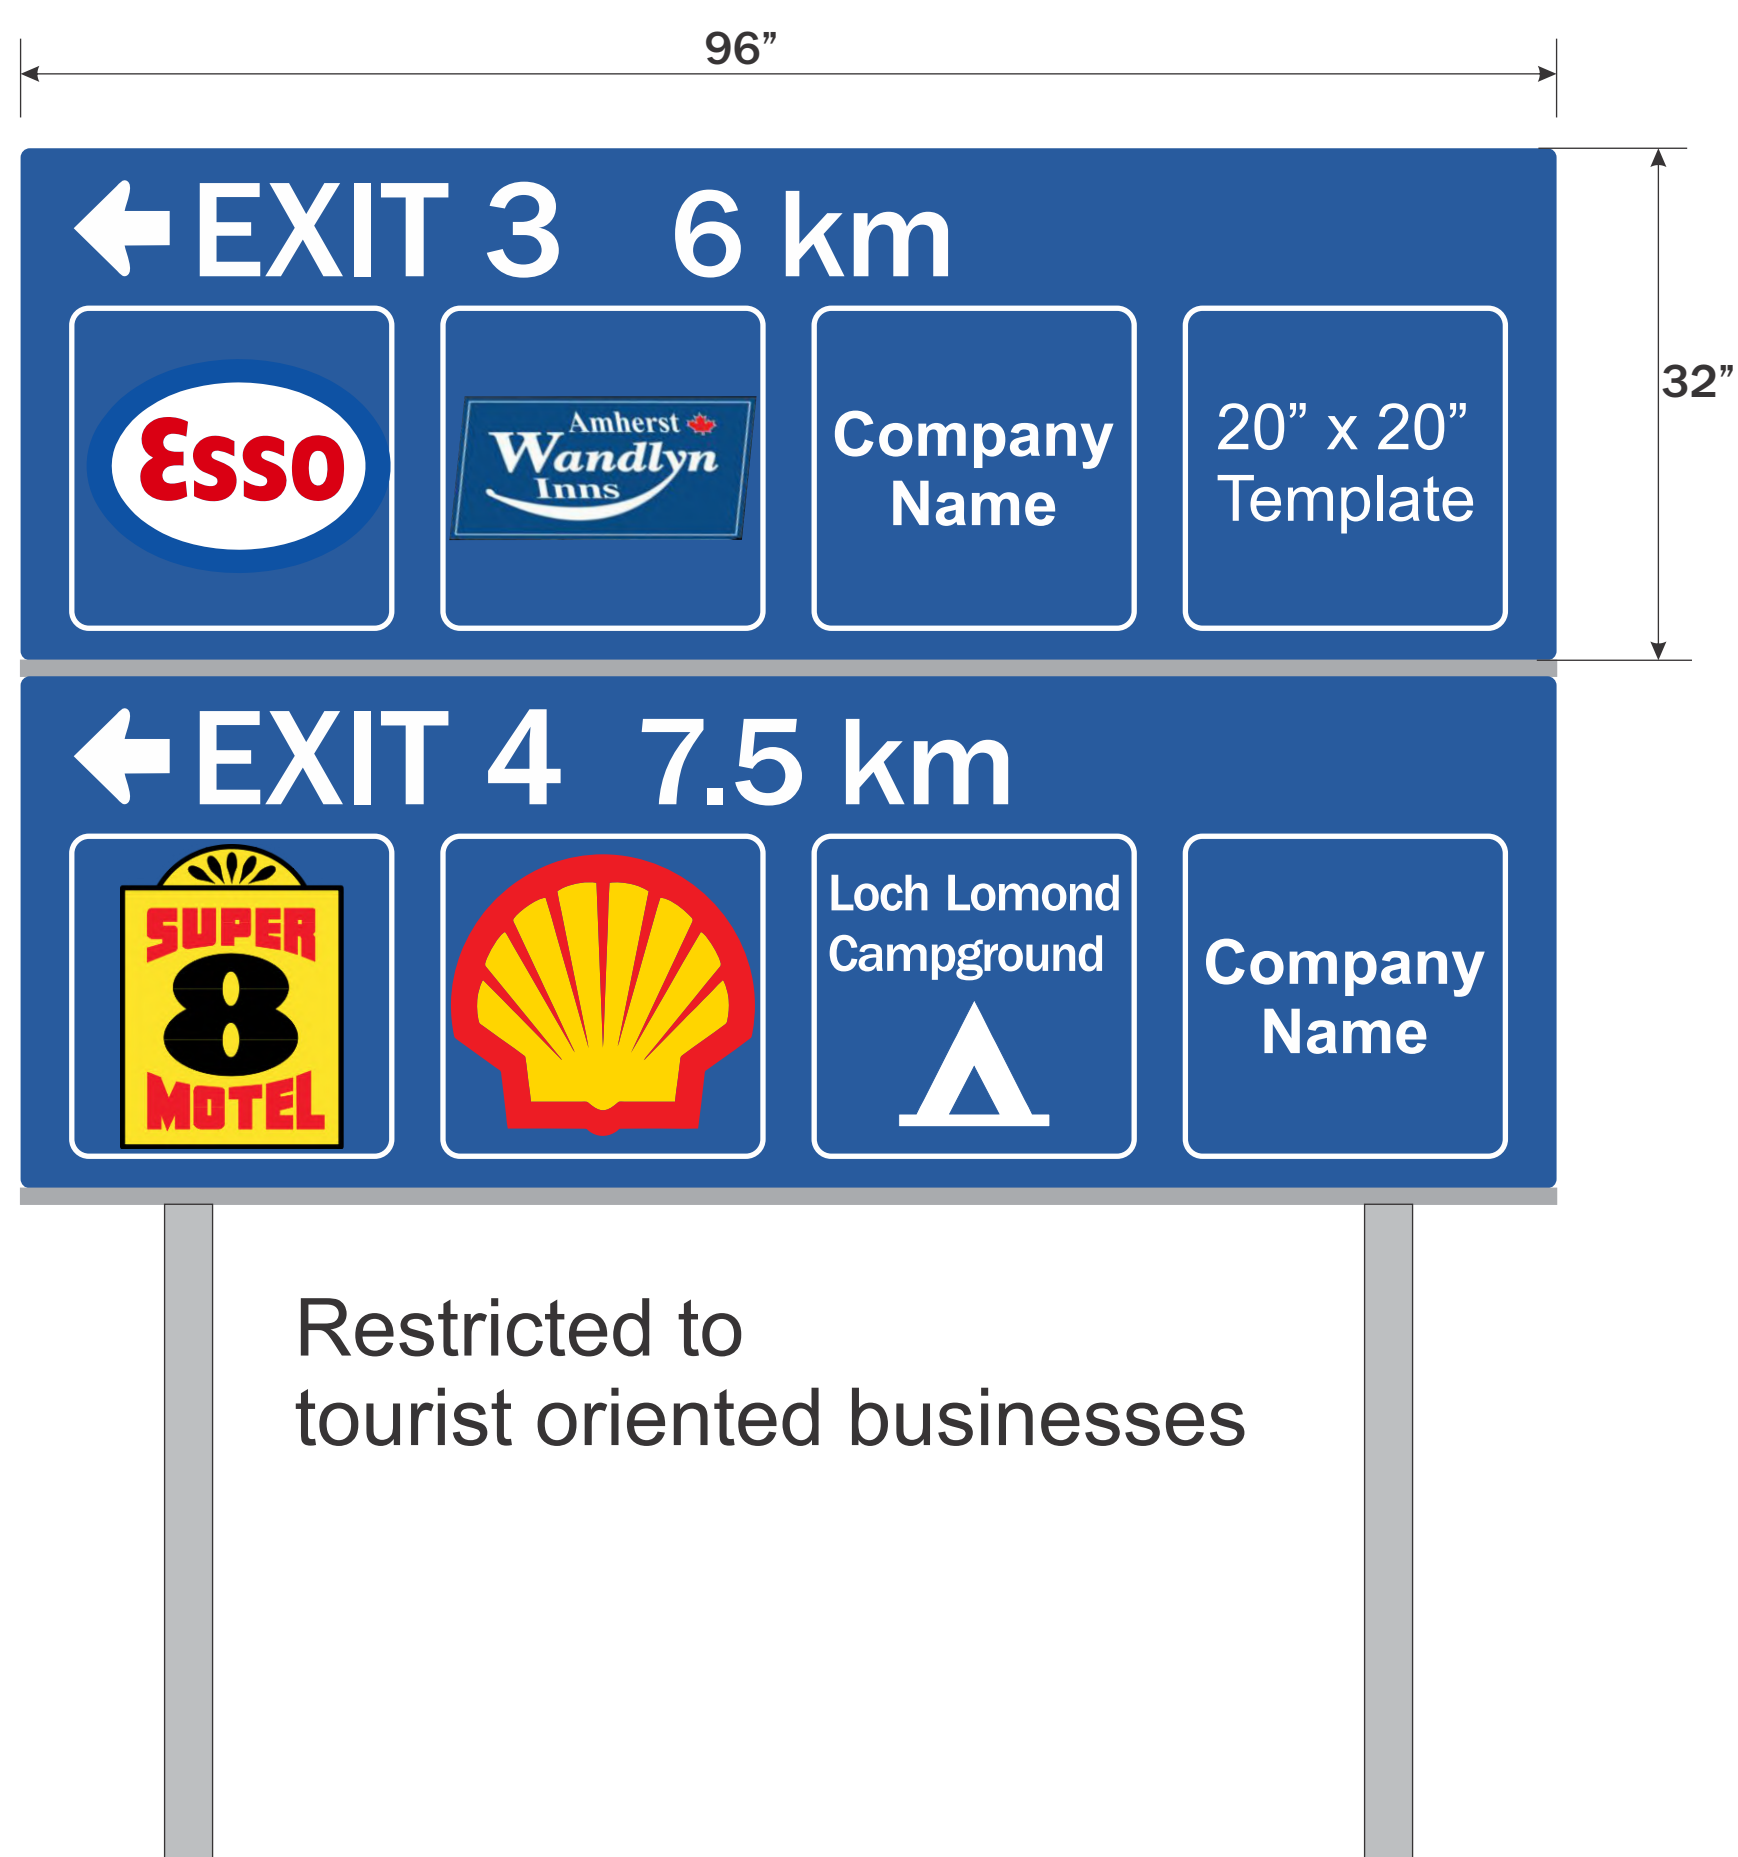 96”
EXIT 3 6 km
32”
Esso
Amherst
Wandlyn
Inns
Company
Name
20” x 20”
Template
EXIT 4 7.5 km
SUPER
8
MOTEL
Loch Lomond
Campground
Company
Name
Restricted to
tourist oriented businesses